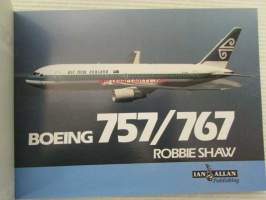 AIR NEW ZEALAND
BOEING 757/767
ROBBIE SHAW
IAN ALLAN
Publishing